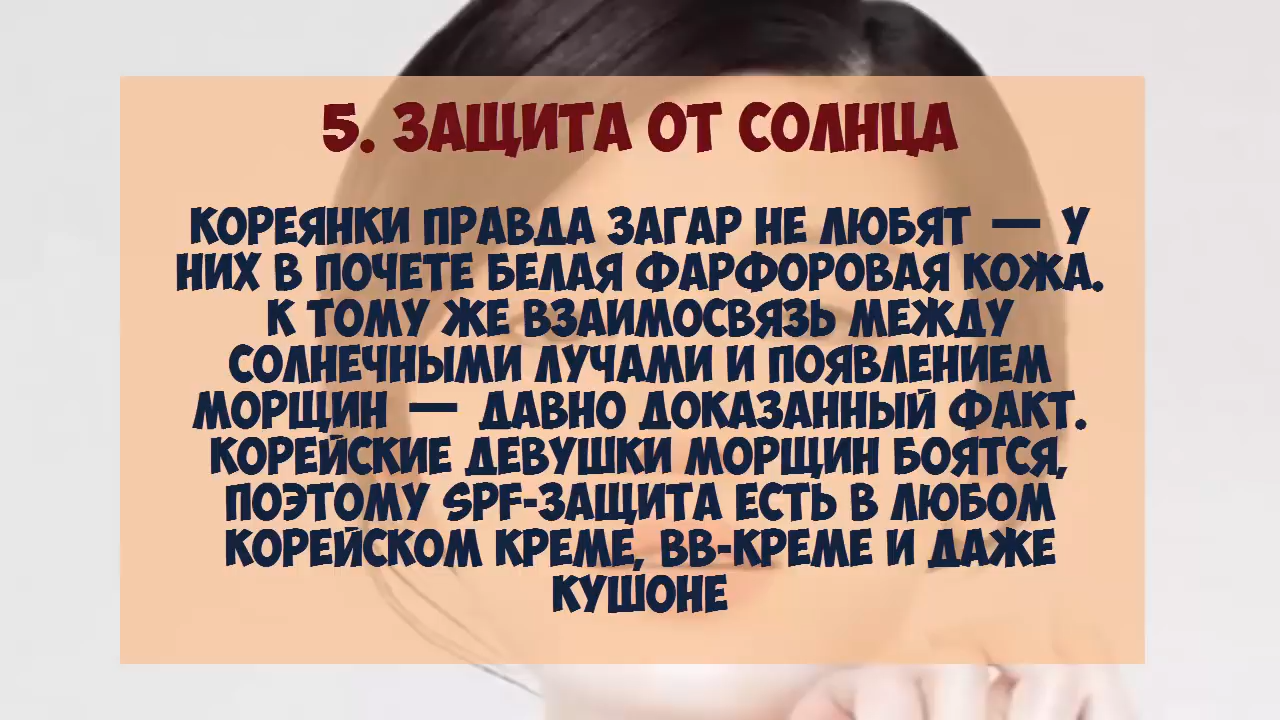 5. ЗАЩИТА ОТ СОЛНЦА
КОРЕЯНКИ ПРАВДА ЗАГАР НЕ ЛЮБЯТ — У
НИХ В ПОЧЕТЕ БЕЛАЯ ФАРФОРОВАЯ КОЖА.
К ТОМУ ЖЕ ВЗАИМОСВЯЗЬ МЕЖДУ
СОЛНЕЧНЫМИ ЛУЧАМИ И ПОЯВЛЕНИЕМ
МОРЩИН — ДАВНО ДОКАЗАННЫЙ ФАКТ.
КОРЕЙСКИЕ ДЕВУШКИ МОРЩИН БОЯТСЯ,
ПОЭТОМУ SPF-ЗАЩИТА ЕСТЬ В ЛЮБОМ
КОРЕЙСКОМ КРЕМЕ, ВВ-КРЕМЕ И ДАЖЕ
КУШОНЕ